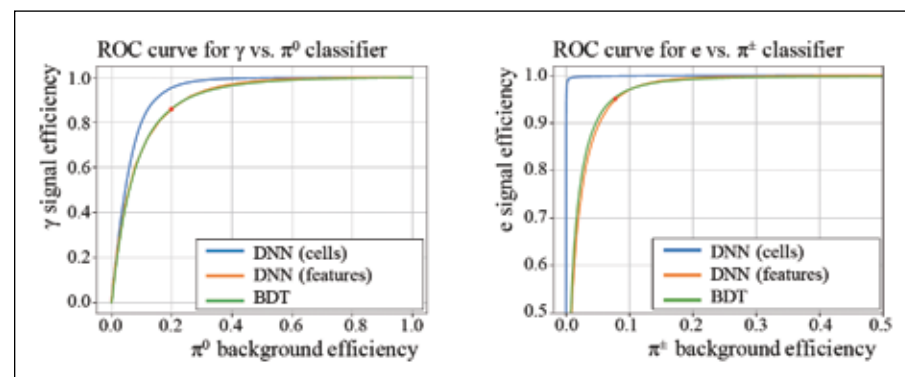 ROC curve for γ vs. π⁰ classifier
γ signal efficiency
1.0
0.8
0.6
0.4
0.2
0.0
DNN (cells)
DNN (features)
BDT
0.0 0.2 0.4 0.6 0.8 1.0
π⁰ background efficiency
ROC curve for e vs. π± classifier
e signal efficiency
1.0
0.9
0.8
0.7
0.6
0.5
DNN (cells)
DNN (features)
BDT
0.0 0.1 0.2 0.3 0.4 0.5
π± background efficiency